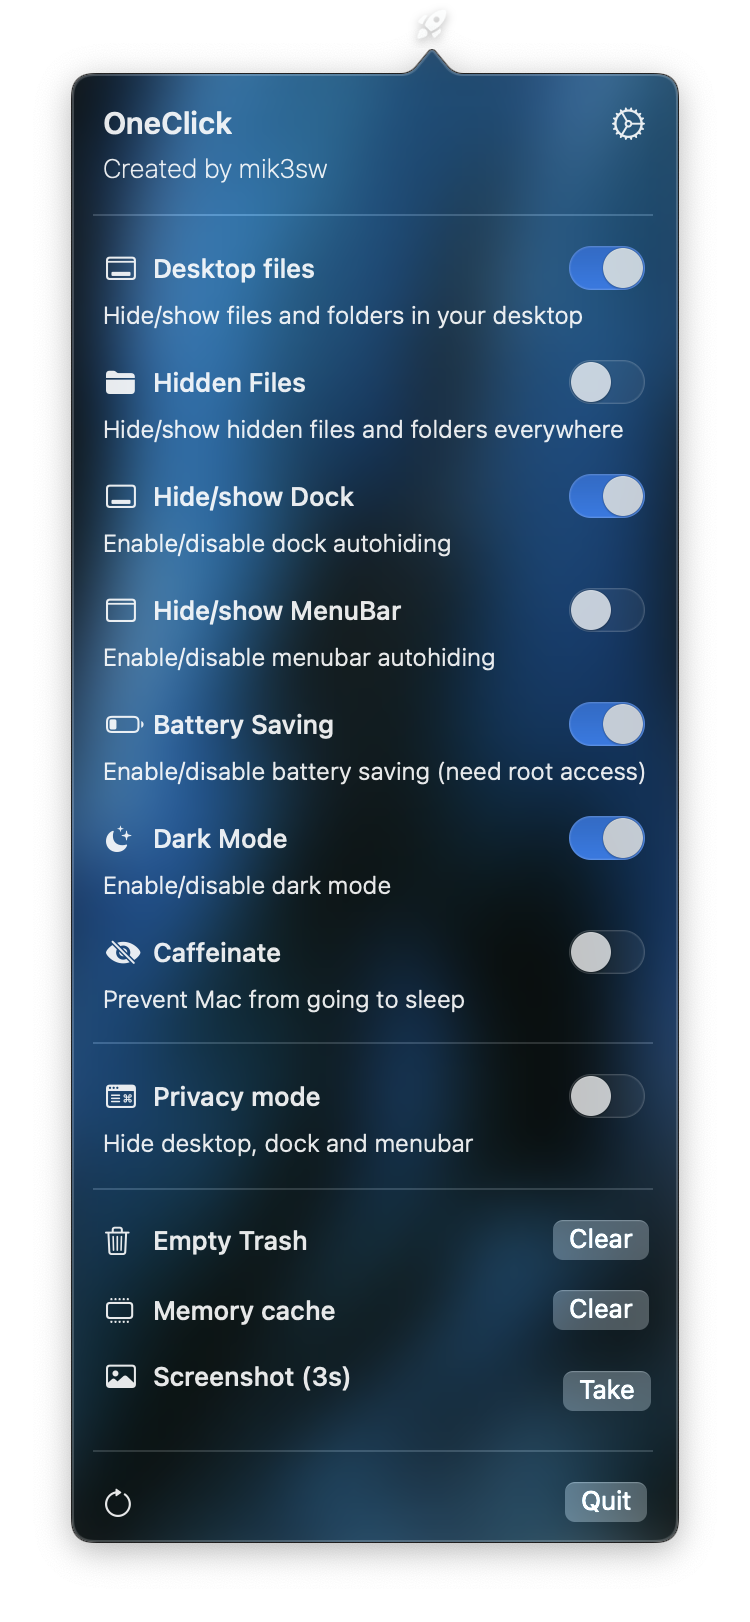 OneClick
Created by mik3sw
Desktop files
Hide/show files and folders in your desktop
Hidden Files
Hide/show hidden files and folders everywhere
Hide/show Dock
Enable/disable dock autohiding
Hide/show MenuBar
Enable/disable menubar autohiding
Battery Saving
Enable/disable battery saving (need root access)
Dark Mode
Enable/disable dark mode
Caffeinate
Prevent Mac from going to sleep
Privacy mode
Hide desktop, dock and menubar
Empty Trash Clear
Memory cache Clear
Screenshot (3s) Take
Quit